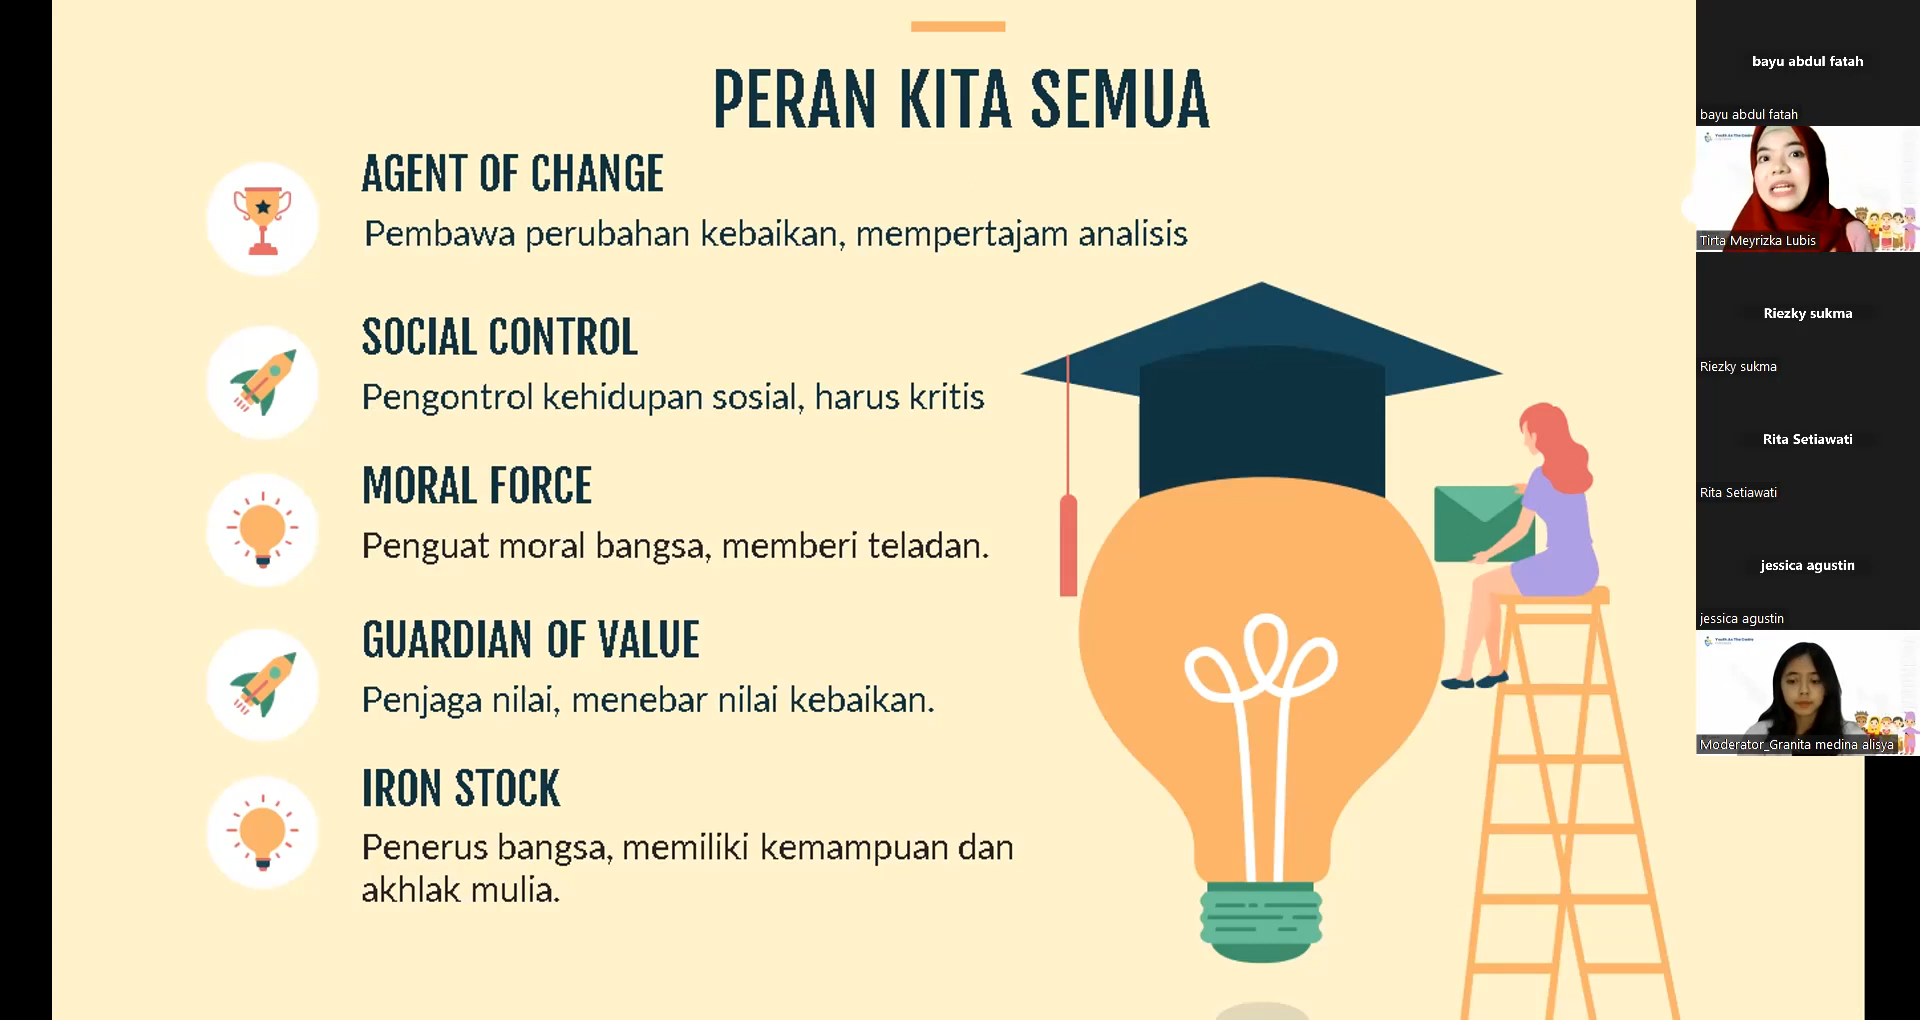 PERAN KITA SEMUA
AGENT OF CHANGE
Pembawa perubahan kebaikan, mempertajam analisis
SOCIAL CONTROL
Pengontrol kehidupan sosial, harus kritis
MORAL FORCE
Penguat moral bangsa, memberi teladan.
GUARDIAN OF VALUE
Penjaga nilai, menebar nilai kebaikan.
IRON STOCK
Penerus bangsa, memiliki kemampuan dan
akhlak mulia.
bayu abdul fatah
bayu abdul fatah
Tirta Meyrizka Lubis
Riezky sukma
Riezky sukma
Rita Setiawati
Rita Setiawati
jessica agustin
jessica agustin
Moderator_Granita medina alisya